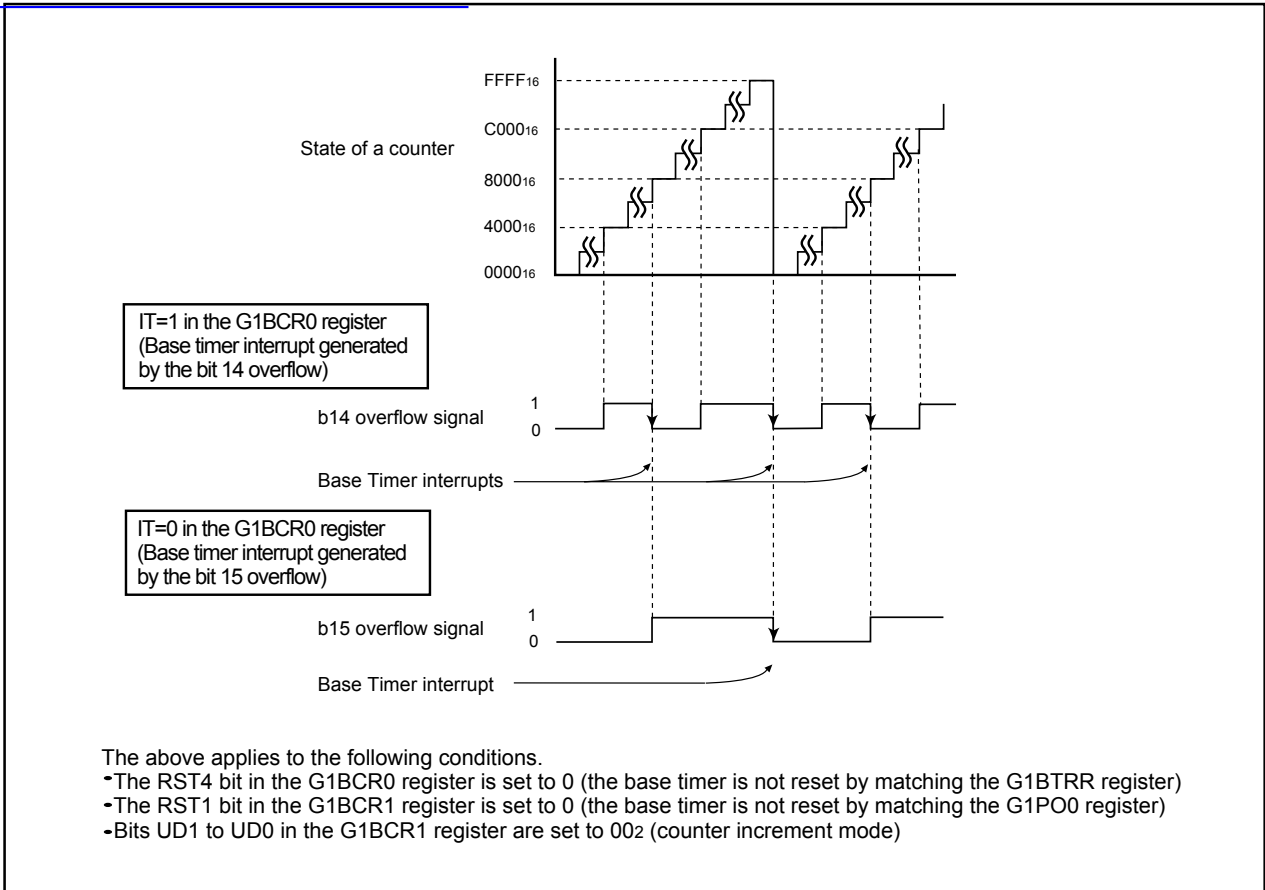 FFFF16
C00016
State of a counter
800016
400016
000016
IT=1 in the G1BCR0 register
(Base timer interrupt generated
by the bit 14 overflow)
1
b14 overflow signal
0
Base Timer interrupts
IT=0 in the G1BCR0 register
(Base timer interrupt generated
by the bit 15 overflow)
1
b15 overflow signal
0
Base Timer interrupt
The above applies to the following conditions.
•The RST4 bit in the G1BCR0 register is set to 0 (the base timer is not reset by matching the G1BTRR register)
•The RST1 bit in the G1BCR1 register is set to 0 (the base timer is not reset by matching the G1PO0 register)
•Bits UD1 to UD0 in the G1BCR1 register are set to 002 (counter increment mode)